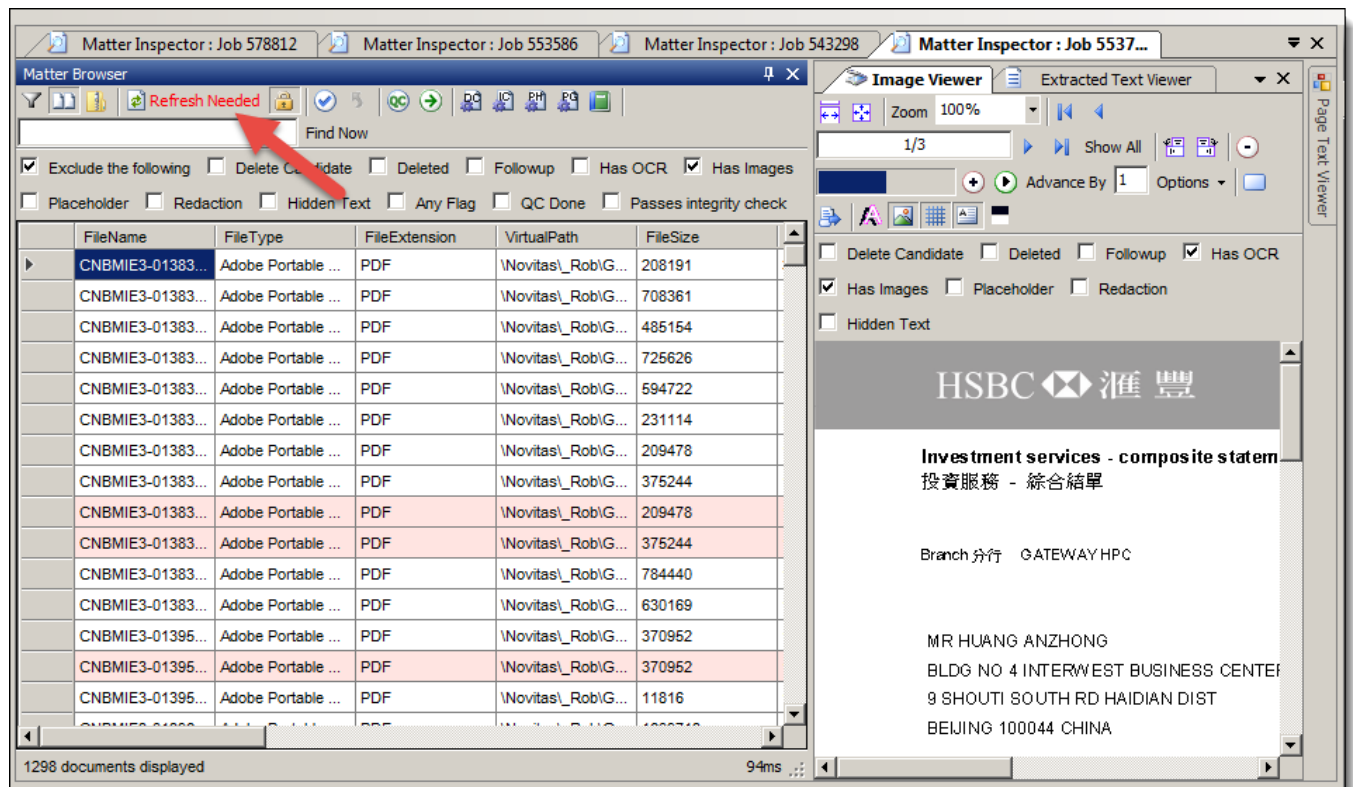 Matter Inspector : Job 578812 Matter Inspector : Job 553586 Matter Inspector : Job 543298 Matter Inspector : Job 5537...
Matter Browser
Refresh Needed QC
Find Now
Exclude the following Delete Candidate Deleted Followup Has OCR Has Images
Placeholder Redaction Hidden Text Any Flag QC Done Passes integrity check
FileName FileType FileExtension VirtualPath FileSize
CNBMIE3-01383... Adobe Portable ... PDF \Novitas\_Rob\G... 208191
CNBMIE3-01383... Adobe Portable ... PDF \Novitas\_Rob\G... 708361
CNBMIE3-01383... Adobe Portable ... PDF \Novitas\_Rob\G... 485154
CNBMIE3-01383... Adobe Portable ... PDF \Novitas\_Rob\G... 725626
CNBMIE3-01383... Adobe Portable ... PDF \Novitas\_Rob\G... 594722
CNBMIE3-01383... Adobe Portable ... PDF \Novitas\_Rob\G... 231114
CNBMIE3-01383... Adobe Portable ... PDF \Novitas\_Rob\G... 209478
CNBMIE3-01383... Adobe Portable ... PDF \Novitas\_Rob\G... 375244
CNBMIE3-01383... Adobe Portable ... PDF \Novitas\_Rob\G... 209478
CNBMIE3-01383... Adobe Portable ... PDF \Novitas\_Rob\G... 375244
CNBMIE3-01383... Adobe Portable ... PDF \Novitas\_Rob\G... 784440
CNBMIE3-01383... Adobe Portable ... PDF \Novitas\_Rob\G... 630169
CNBMIE3-01395... Adobe Portable ... PDF \Novitas\_Rob\G... 370952
CNBMIE3-01395... Adobe Portable ... PDF \Novitas\_Rob\G... 370952
CNBMIE3-01395... Adobe Portable ... PDF \Novitas\_Rob\G... 11816
1298 documents displayed 94ms
Image Viewer Extracted Text Viewer
Zoom 100%
1/3 Show All
Advance By 1 Options
Delete Candidate Deleted Followup Has OCR
Has Images Placeholder Redaction
Hidden Text
HSBC 滙豐
Investment services - composite statem
投資服務 - 綜合結單
Branch 分行 GATEWAY HPC
MR HUANG ANZHONG
BLDG NO 4 INTERWEST BUSINESS CENTER
9 SHOUTI SOUTH RD HAIDIAN DIST
BEIJING 100044 CHINA
Page Text Viewer